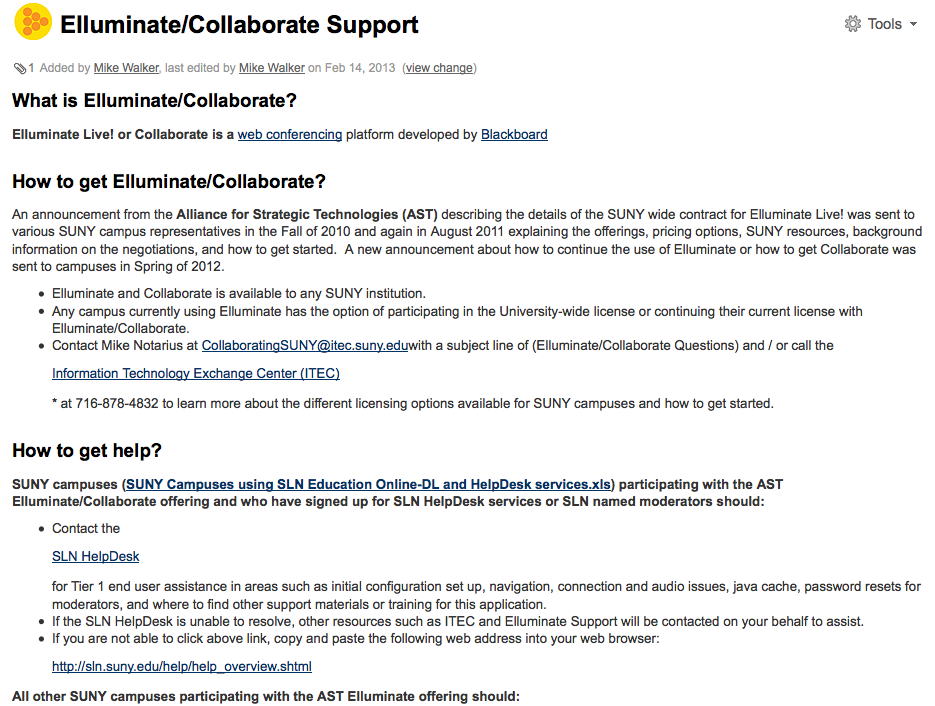 Elluminate/Collaborate Support
Tools
1 Added by Mike Walker, last edited by Mike Walker on Feb 14, 2013 (view change)
What is Elluminate/Collaborate?
Elluminate Live! or Collaborate is a web conferencing platform developed by Blackboard
How to get Elluminate/Collaborate?
An announcement from the Alliance for Strategic Technologies (AST) describing the details of the SUNY wide contract for Elluminate Live! was sent to
various SUNY campus representatives in the Fall of 2010 and again in August 2011 explaining the offerings, pricing options, SUNY resources, background
information on the negotiations, and how to get started. A new announcement about how to continue the use of Elluminate or how to get Collaborate was
sent to campuses in Spring of 2012.
• Elluminate and Collaborate is available to any SUNY institution.
• Any campus currently using Elluminate has the option of participating in the University-wide license or continuing their current license with
Elluminate/Collaborate.
• Contact Mike Notarius at CollaboratingSUNY@itec.suny.eduwith a subject line of (Elluminate/Collaborate Questions) and / or call the
Information Technology Exchange Center (ITEC)
* at 716-878-4832 to learn more about the different licensing options available for SUNY campuses and how to get started.
How to get help?
SUNY campuses (SUNY Campuses using SLN Education Online-DL and HelpDesk services.xls) participating with the AST
Elluminate/Collaborate offering and who have signed up for SLN HelpDesk services or SLN named moderators should:
• Contact the
SLN HelpDesk
for Tier 1 end user assistance in areas such as initial configuration set up, navigation, connection and audio issues, java cache, password resets for
moderators, and where to find other support materials or training for this application.
• If the SLN HelpDesk is unable to resolve, other resources such as ITEC and Elluminate Support will be contacted on your behalf to assist.
• If you are not able to click above link, copy and paste the following web address into your web browser:
http://sln.suny.edu/help/help_overview.shtml
All other SUNY campuses participating with the AST Elluminate offering should: